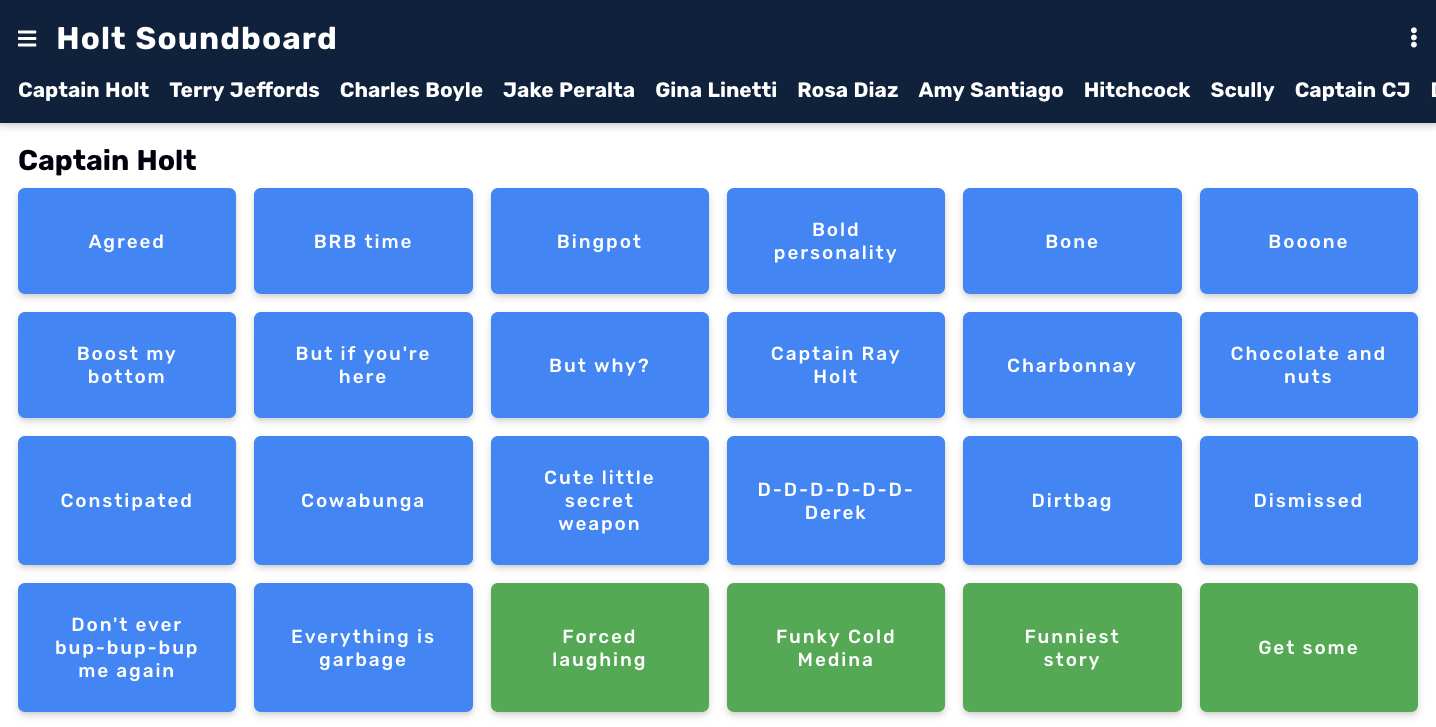 Holt Soundboard
Captain Holt Terry Jeffords Charles Boyle Jake Peralta Gina Linetti Rosa Diaz Amy Santiago Hitchcock Scully Captain CJ
Captain Holt
Agreed
BRB time
Bingpot
Bold
personality
Bone
Booone
Boost my
bottom
But if you're
here
But why?
Captain Ray
Holt
Charbonnay
Chocolate and
nuts
Constipated
Cowabunga
Cute little
secret
weapon
D-D-D-D-D-D-
Derek
Dirtbag
Dismissed
Don't ever
bup-bup-bup
me again
Everything is
garbage
Forced
laughing
Funky Cold
Medina
Funniest
story
Get some